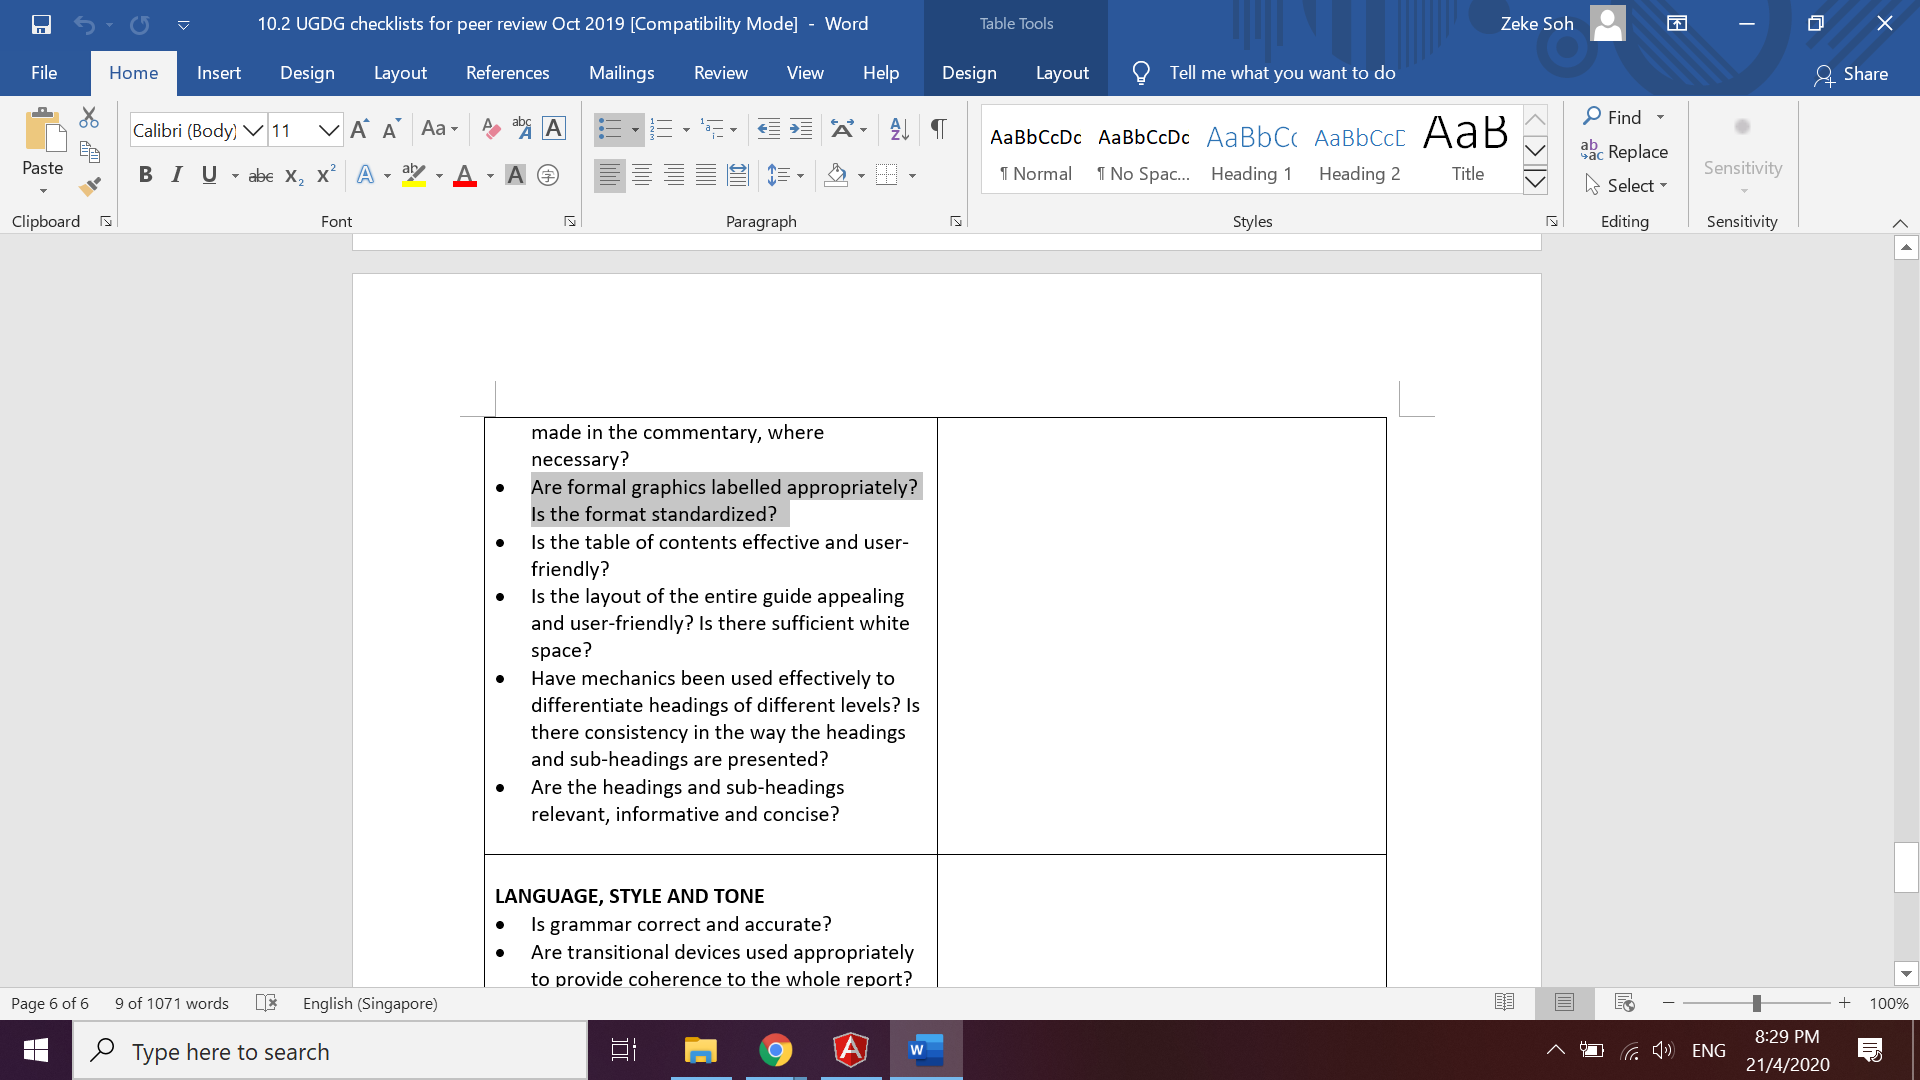 10.2 UGDG checklists for peer review Oct 2019 [Compatibility Mode]  -  Word
Table Tools
Zeke Soh
File
Home
Insert
Design
Layout
References
Mailings
Review
View
Help
Design
Layout
Tell me what you want to do
Share
Paste
Clipboard
Calibri (Body)
11
Font
Paragraph
AaBbCcDc
AaBbCcDc
AaBbCc
AaBbCcD
AaB
¶ Normal
¶ No Spac...
Heading 1
Heading 2
Title
Styles
Find
Replace
Select
Editing
Sensitivity
Sensitivity
made in the commentary, where
necessary?
• Are formal graphics labelled appropriately?
Is the format standardized?
• Is the table of contents effective and user-
friendly?
• Is the layout of the entire guide appealing
and user-friendly? Is there sufficient white
space?
• Have mechanics been used effectively to
differentiate headings of different levels? Is
there consistency in the way the headings
and sub-headings are presented?
• Are the headings and sub-headings
relevant, informative and concise?
LANGUAGE, STYLE AND TONE
• Is grammar correct and accurate?
• Are transitional devices used appropriately
to provide coherence to the whole report?
Page 6 of 6
9 of 1071 words
English (Singapore)
100%
Type here to search
ENG
8:29 PM
21/4/2020